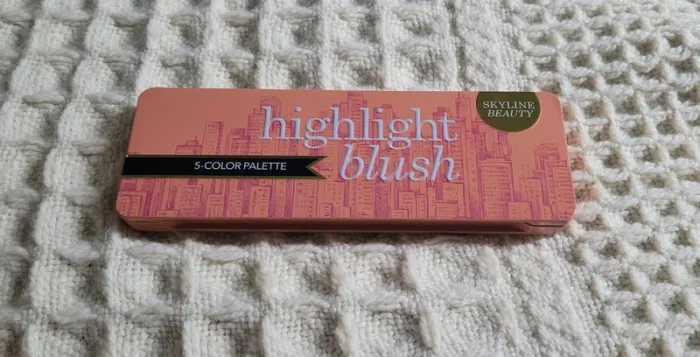 SKYLINE
BEAUTY
highlight
blush
5-COLOR PALETTE